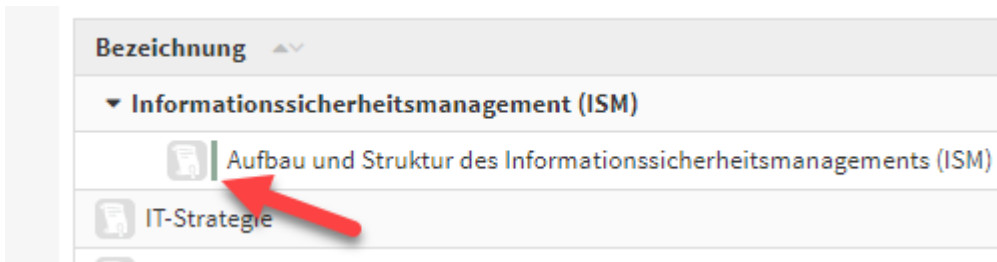 Bezeichnung
Informationssicherheitsmanagement (ISM)
Aufbau und Struktur des Informationssicherheitsmanagements (ISM)
IT-Strategie